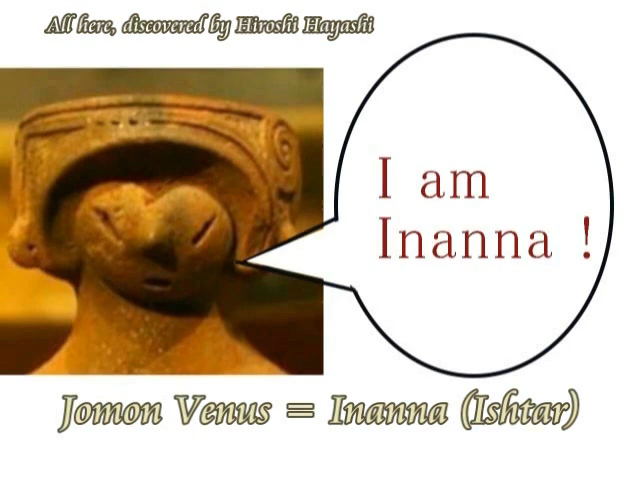 All here, discovered by Hiroshi Hayashi
I am
Inanna !
Jomon Venus = Inanna (Ishtar)